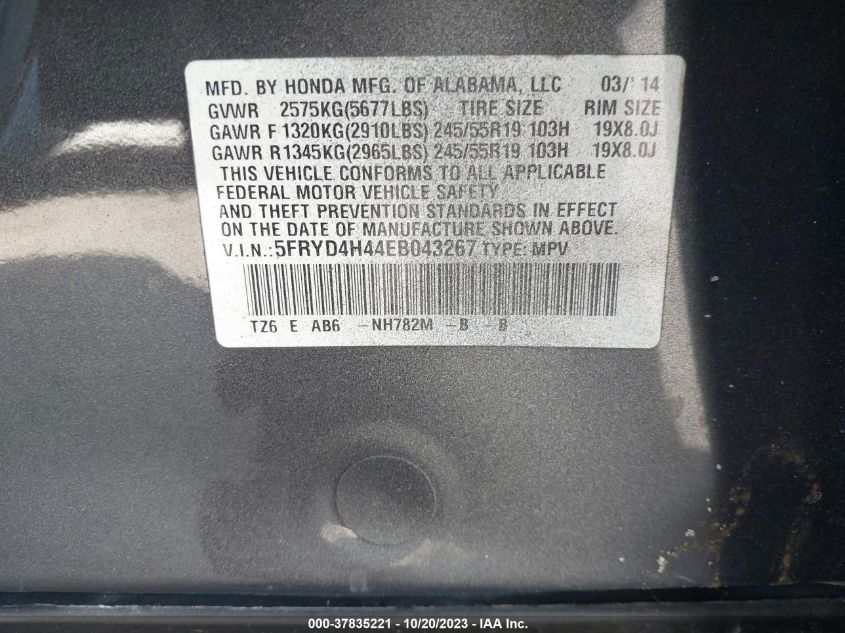 MFD. BY HONDA MFG. OF ALABAMA, LLC 03/'14
GVWR 2575KG(5677LBS) TIRE SIZE RIM SIZE
GAWR F 1320KG(2910LBS) 245/55R19 103H 19X8.0J
GAWR R1345KG(2965LBS) 245/55R19 103H 19X8.0J
THIS VEHICLE CONFORMS TO ALL APPLICABLE
FEDERAL MOTOR VEHICLE SAFETY
AND THEFT PREVENTION STANDARDS IN EFFECT
ON THE DATE OF MANUFACTURE SHOWN ABOVE.
V.I.N.:5FRYD4H44EB043267 TYPE: MPV
TZ6 E AB6 -NH782M -B -B
000-37835221 - 10/20/2023 - © IAA Holdings, LLC.